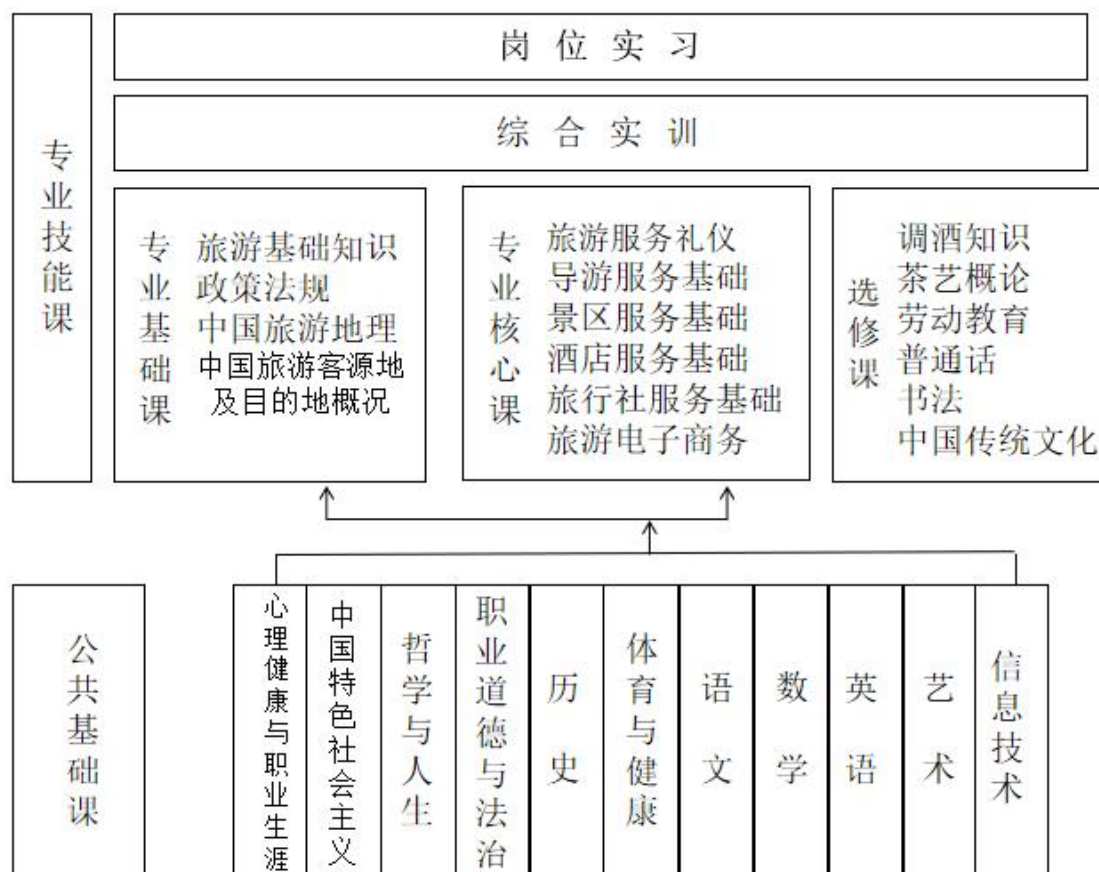 岗位实习
综合实训
专业技能课
专业基础课
旅游基础知识
政策法规
中国旅游地理
中国旅游客源地
及目的地概况
专业核心课
旅游服务礼仪
导游服务基础
景区服务基础
酒店服务基础
旅行社服务基础
旅游电子商务
选修课
调酒知识
茶艺概论
劳动教育
普通话
书法
中国传统文化
公共基础课
心理健康与职业生涯
中国特色社会主义
哲学与人生
职业道德与法治
历史
体育与健康
语文
数学
英语
艺术
信息技术